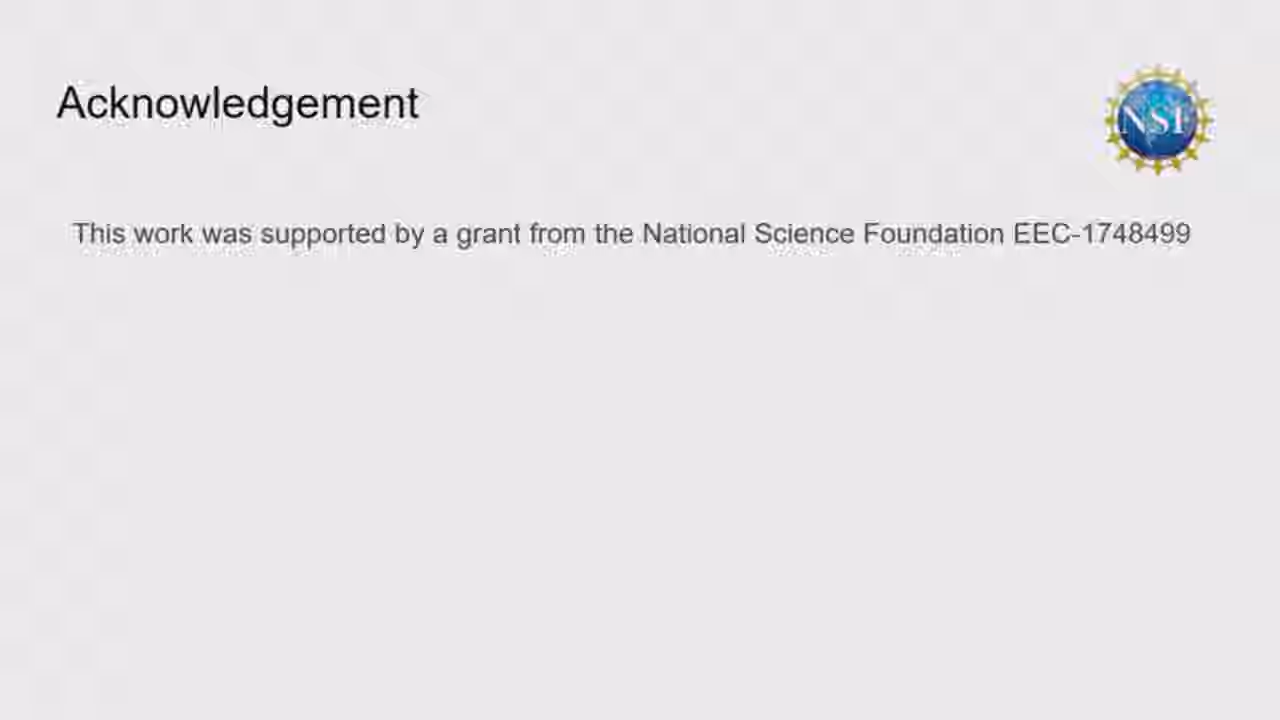 Acknowledgement
NSF
This work was supported by a grant from the National Science Foundation EEC-1748499